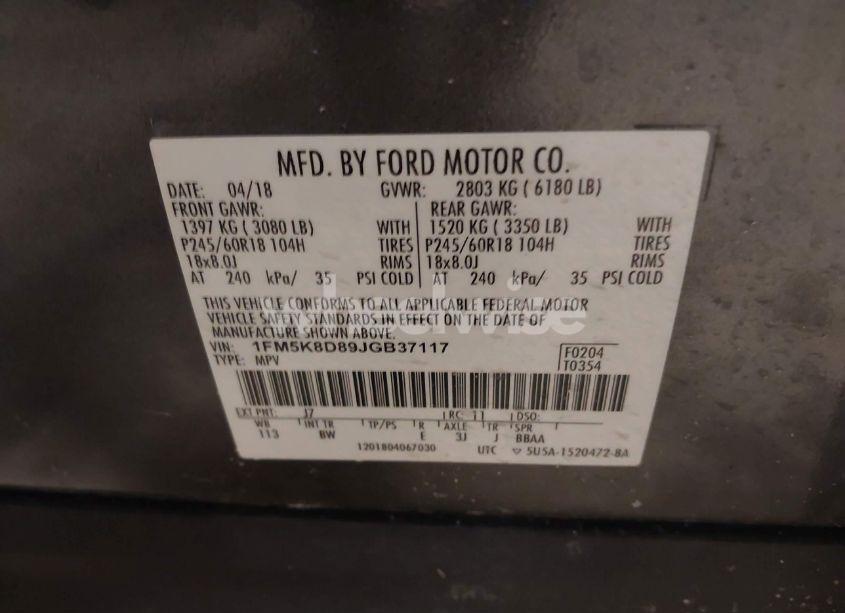 MFD. BY FORD MOTOR CO.
DATE: 04/18 GVWR: 2803 KG ( 6180 LB)
FRONT GAWR: REAR GAWR:
1397 KG ( 3080 LB) WITH 1520 KG ( 3350 LB) WITH
P245/60R18 104H TIRES P245/60R18 104H TIRES
18x8.0J RIMS 18x8.0J RIMS
AT 240 kPa/ 35 PSI COLD AT 240 kPa/ 35 PSI COLD
THIS VEHICLE CONFORMS TO ALL APPLICABLE FEDERAL MOTOR
VEHICLE SAFETY STANDARDS IN EFFECT ON THE DATE OF
MANUFACTURE SHOWN ABOVE.
VIN: 1FM5K8D89JGB37117 F0204
TYPE: MPV T0354
EXT PNT: J7 RC: 11 DSO:
WB INT TR TP/PS R AXLE TR SPR
113 BW E 3J J BBAA
1201804067030 UTC 5U5A-1520472-BA